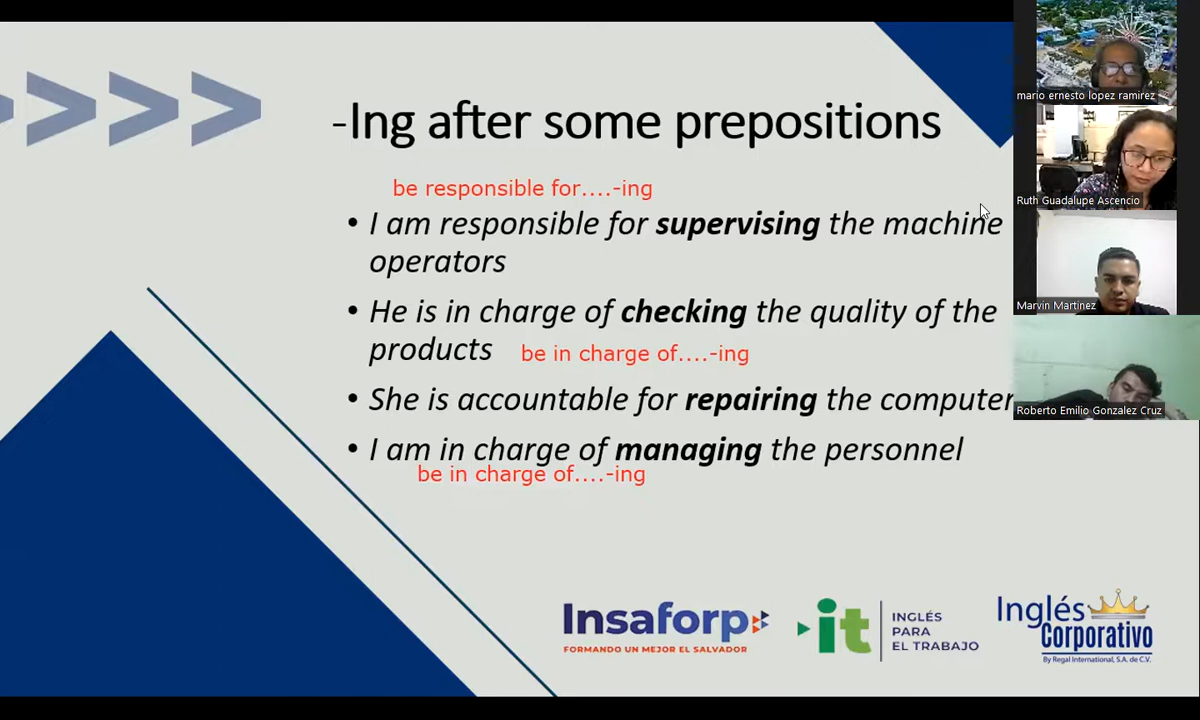 -Ing after some prepositions
be responsible for....-ing
• I am responsible for supervising the machine
operators
• He is in charge of checking the quality of the
products be in charge of....-ing
• She is accountable for repairing the computer
• I am in charge of managing the personnel
be in charge of....-ing
Insaforp
FORMANDO UN MEJOR EL SALVADOR
it
INGLÉS
PARA
EL TRABAJO
Inglés
Corporativo
By Regal International, S.A. de C.V.
mario ernesto lopez ramirez
Ruth Guadalupe Ascencio
Marvin Martinez
Roberto Emilio Gonzalez Cruz